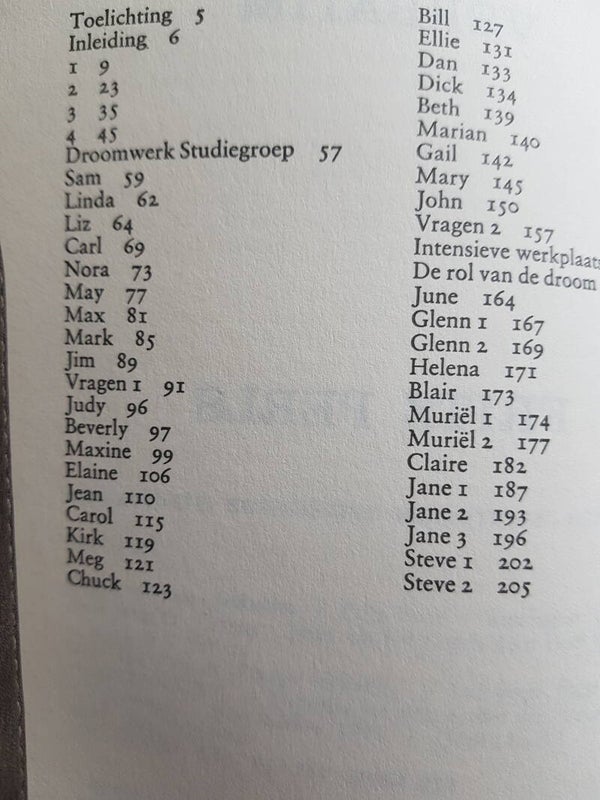 Toelichting 5
Inleiding 6
1 9
2 23
3 35
4 45
Droomwerk Studiegroep 57
Sam 59
Linda 62
Liz 64
Carl 69
Nora 73
May 77
Max 81
Mark 85
Jim 89
Vragen 1 91
Judy 96
Beverly 97
Maxine 99
Elaine 106
Jean 110
Carol 115
Kirk 119
Meg 121
Chuck 123
Bill 127
Ellie 131
Dan 133
Dick 134
Beth 139
Marian 140
Gail 142
Mary 145
John 150
Vragen 2 157
Intensieve werkplaats
De rol van de droom
June 164
Glenn 1 167
Glenn 2 169
Helena 171
Blair 173
Muriël 1 174
Muriël 2 177
Claire 182
Jane 1 187
Jane 2 193
Jane 3 196
Steve 1 202
Steve 2 205